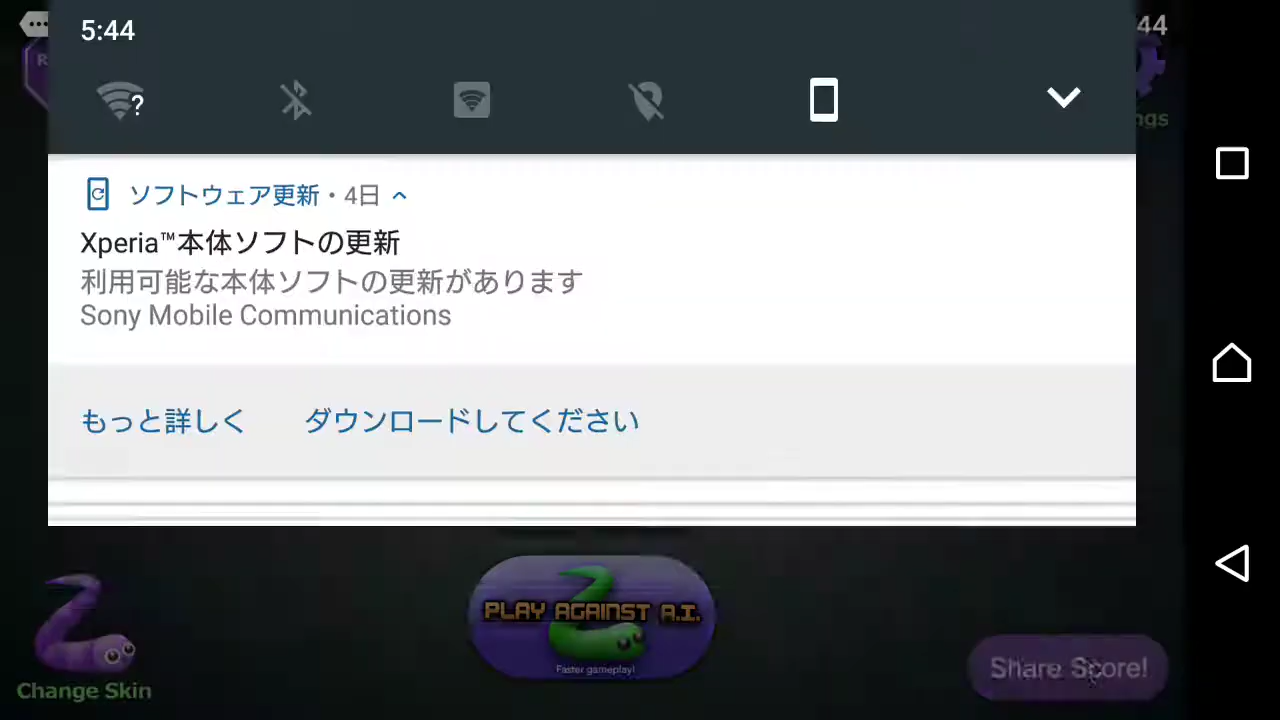 5:44
44
R
?
ngs
ソフトウェア更新・4日
Xperia™本体ソフトの更新
利用可能な本体ソフトの更新があります
Sony Mobile Communications
もっと詳しく ダウンロードしてください
PLAY AGAINST A.I.
Faster gameplay!
Share Score!
Change Skin